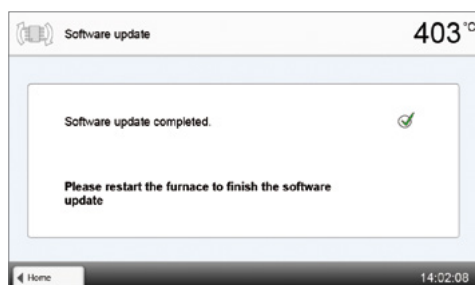 Software update
403 °C
Software update completed.
Please restart the furnace to finish the software
update
Home
14:02:08